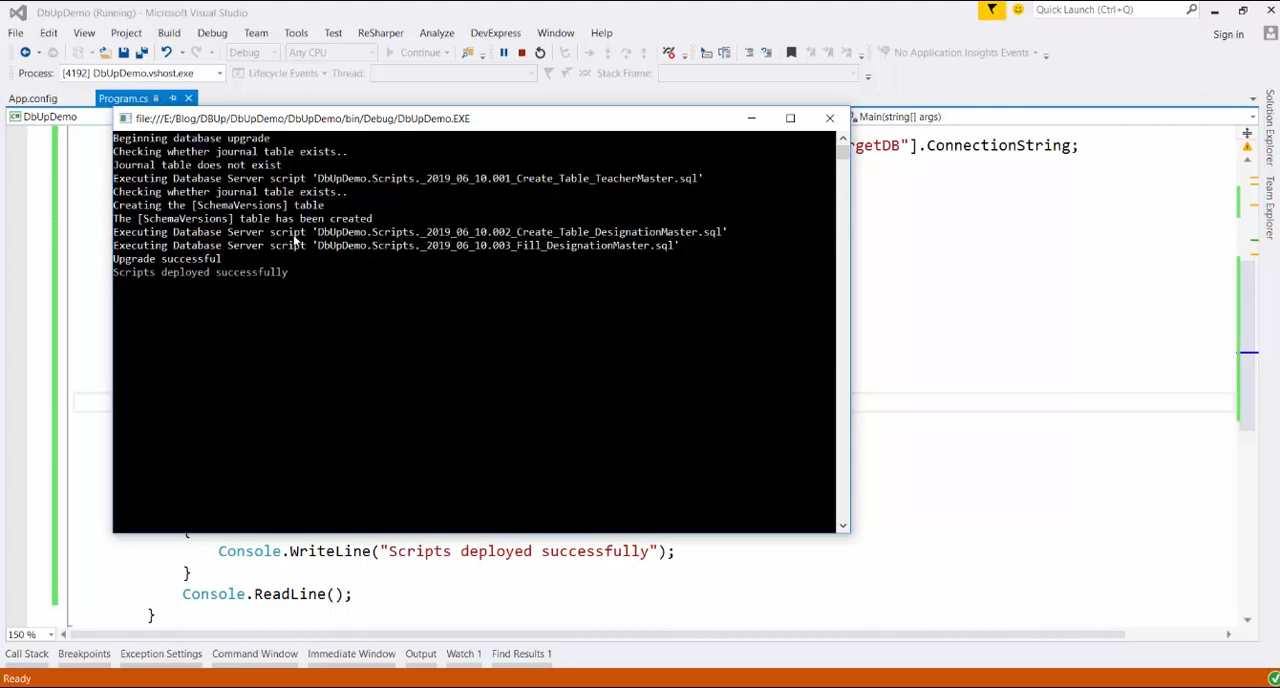 DbUpDemo (Running) - Microsoft Visual Studio
Quick Launch (Ctrl+Q)
File Edit View Project Build Debug Team Tools Test ReSharper Analyze DevExpress Window Help
Sign in
Debug Any CPU Continue No Application Insights Events
Process: [4192] DbUpDemo.vshost.exe Lifecycle Events Thread: Stack Frame:
App.config Program.cs
DbUpDemo
Main(string[] args)
file:///E:/Blog/DBUp/DbUpDemo/DbUpDemo/bin/Debug/DbUpDemo.EXE
Beginning database upgrade
Checking whether journal table exists..
Journal table does not exist
Executing Database Server script 'DbUpDemo.Scripts._2019_06_10.001_Create_Table_TeacherMaster.sql'
Checking whether journal table exists..
Creating the [SchemaVersions] table
The [SchemaVersions] table has been created
Executing Database Server script 'DbUpDemo.Scripts._2019_06_10.002_Create_Table_DesignationMaster.sql'
Executing Database Server script 'DbUpDemo.Scripts._2019_06_10.003_Fill_DesignationMaster.sql'
Upgrade successful
Scripts deployed successfully
rgetDB"].ConnectionString;
{
Console.WriteLine("Scripts deployed successfully");
}
Console.ReadLine();
}
Solution Explorer
Team Explorer
150 %
Call Stack Breakpoints Exception Settings Command Window Immediate Window Output Watch 1 Find Results 1
Ready